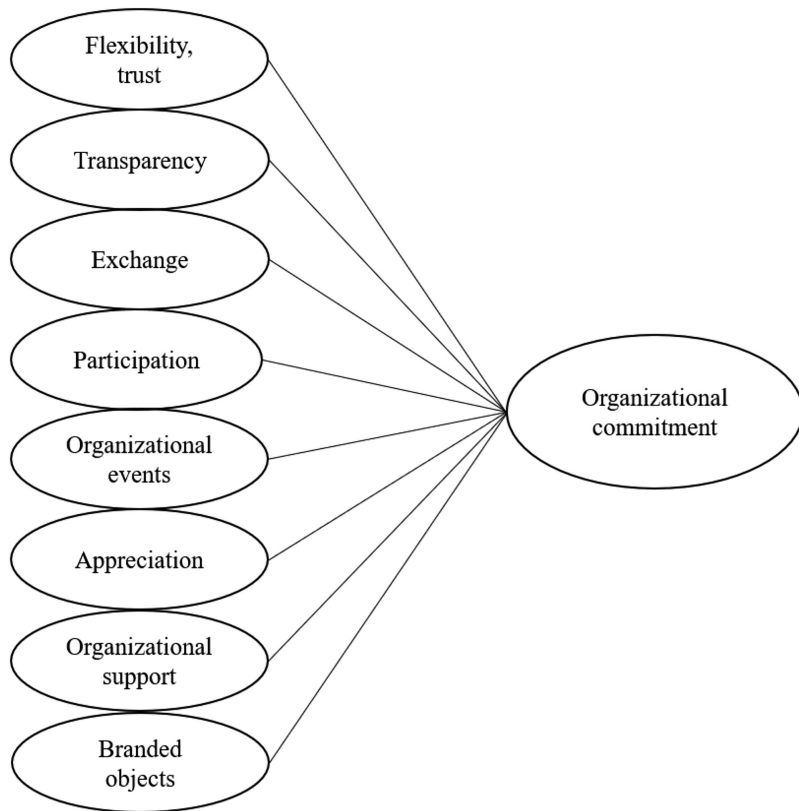 Flexibility,
trust
Transparency
Exchange
Participation
Organizational
events
Appreciation
Organizational
support
Branded
objects
Organizational
commitment